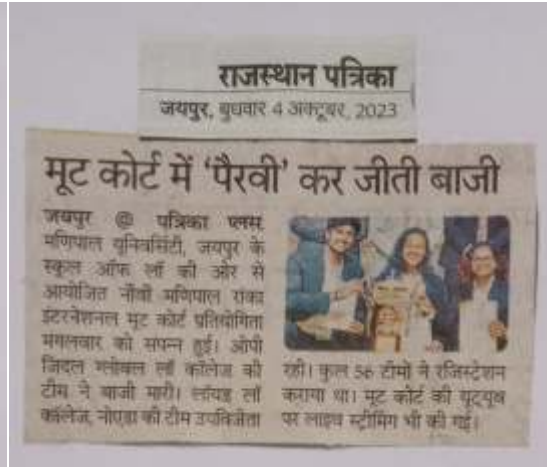 राजस्थान पत्रिका
जयपुर, बुधवार 4 अक्टूबर, 2023
मूट कोर्ट में ‘पैरवी’ कर जीती बाजी
जयपुर @ पत्रिका प्लस.
मणिपाल यूनिवर्सिटी, जयपुर के
स्कूल ऑफ लॉ की ओर से
आयोजित नौवीं मणिपाल रांका
इंटरनेशनल मूट कोर्ट प्रतियोगिता
मंगलवार को संपन्न हुई। ओपी
जिंदल ग्लोबल लॉ कॉलेज की
टीम ने बाजी मारी। लॉयड लॉ
कॉलेज, नोएडा की टीम उपविजेता
रही। कुल 56 टीमों ने रजिस्ट्रेशन
कराया था। मूट कोर्ट की यूट्यूब
पर लाइव स्ट्रीमिंग भी की गई।